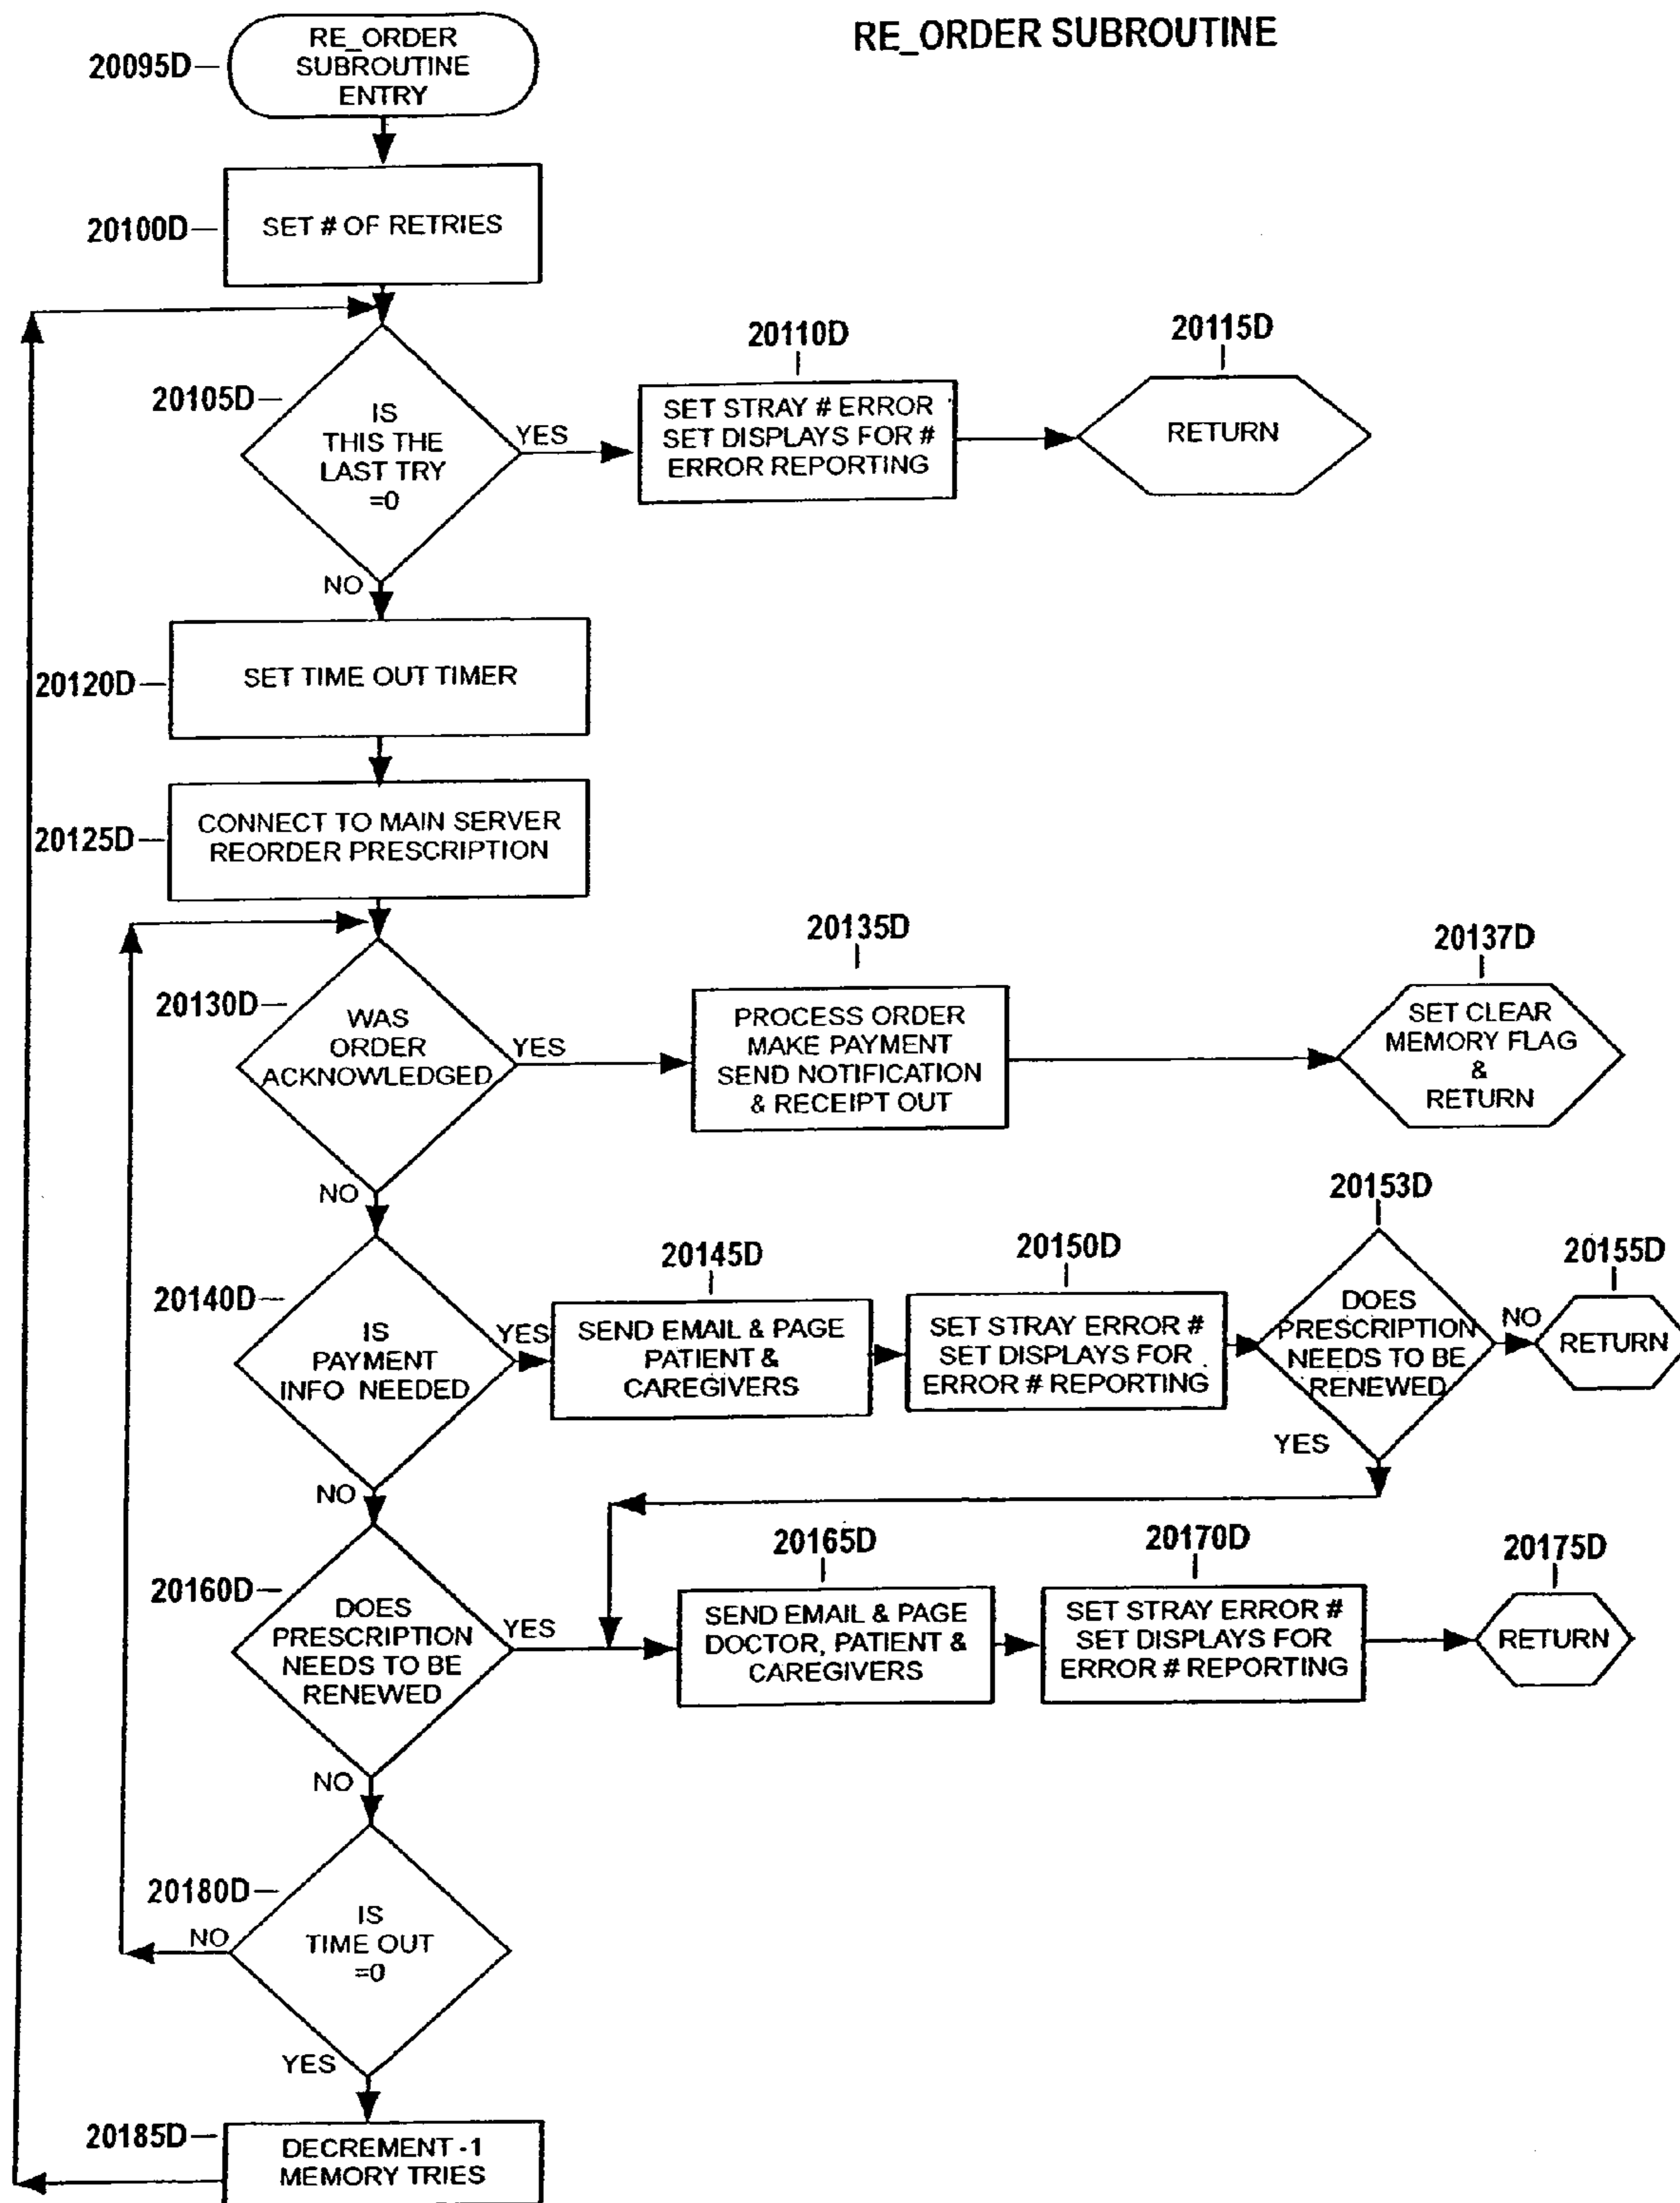 RE_ORDER SUBROUTINE
20095D
RE_ORDER
SUBROUTINE
ENTRY
20100D
SET # OF RETRIES
20105D
IS
THIS THE
LAST TRY
=0
YES
NO
20110D
SET STRAY # ERROR
SET DISPLAYS FOR #
ERROR REPORTING
20115D
RETURN
20120D
SET TIME OUT TIMER
20125D
CONNECT TO MAIN SERVER
REORDER PRESCRIPTION
20130D
WAS
ORDER
ACKNOWLEDGED
YES
NO
20135D
PROCESS ORDER
MAKE PAYMENT
SEND NOTIFICATION
& RECEIPT OUT
20137D
SET CLEAR
MEMORY FLAG
&
RETURN
20140D
IS
PAYMENT
INFO NEEDED
YES
NO
20145D
SEND EMAIL & PAGE
PATIENT &
CAREGIVERS
20150D
SET STRAY ERROR #
SET DISPLAYS FOR
ERROR # REPORTING
20153D
DOES
PRESCRIPTION
NEEDS TO BE
RENEWED
NO
YES
20155D
RETURN
20160D
DOES
PRESCRIPTION
NEEDS TO BE
RENEWED
YES
NO
20165D
SEND EMAIL & PAGE
DOCTOR, PATIENT &
CAREGIVERS
20170D
SET STRAY ERROR #
SET DISPLAYS FOR
ERROR # REPORTING
20175D
RETURN
20180D
IS
TIME OUT
=0
NO
YES
20185D
DECREMENT -1
MEMORY TRIES